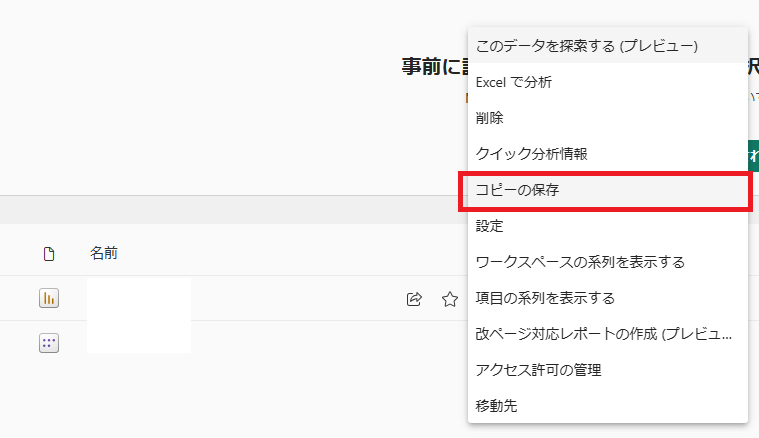 このデータを探索する (プレビュー)
事前に
Excel で分析
削除
クイック分析情報
コピーの保存
設定
名前
ワークスペースの系列を表示する
項目の系列を表示する
改ページ対応レポートの作成 (プレビュ...
アクセス許可の管理
移動先